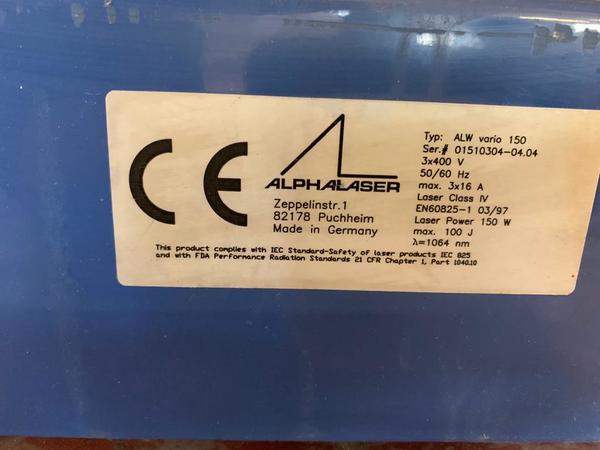 CE
ALPHALASER
Zeppelinstr.1
82178 Puchheim
Made in Germany
Typ: ALW vario 150
Ser.# 01510304-04.04
3x400 V
50/60 Hz
max. 3x16 A
Laser Class IV
EN60825-1 03/97
Laser Power 150 W
max. 100 J
λ=1064 nm
This product complies with IEC Standard-Safety of laser products IEC 825
and with FDA Performance Radiation Standards 21 CFR Chapter 1, Part 1040.10